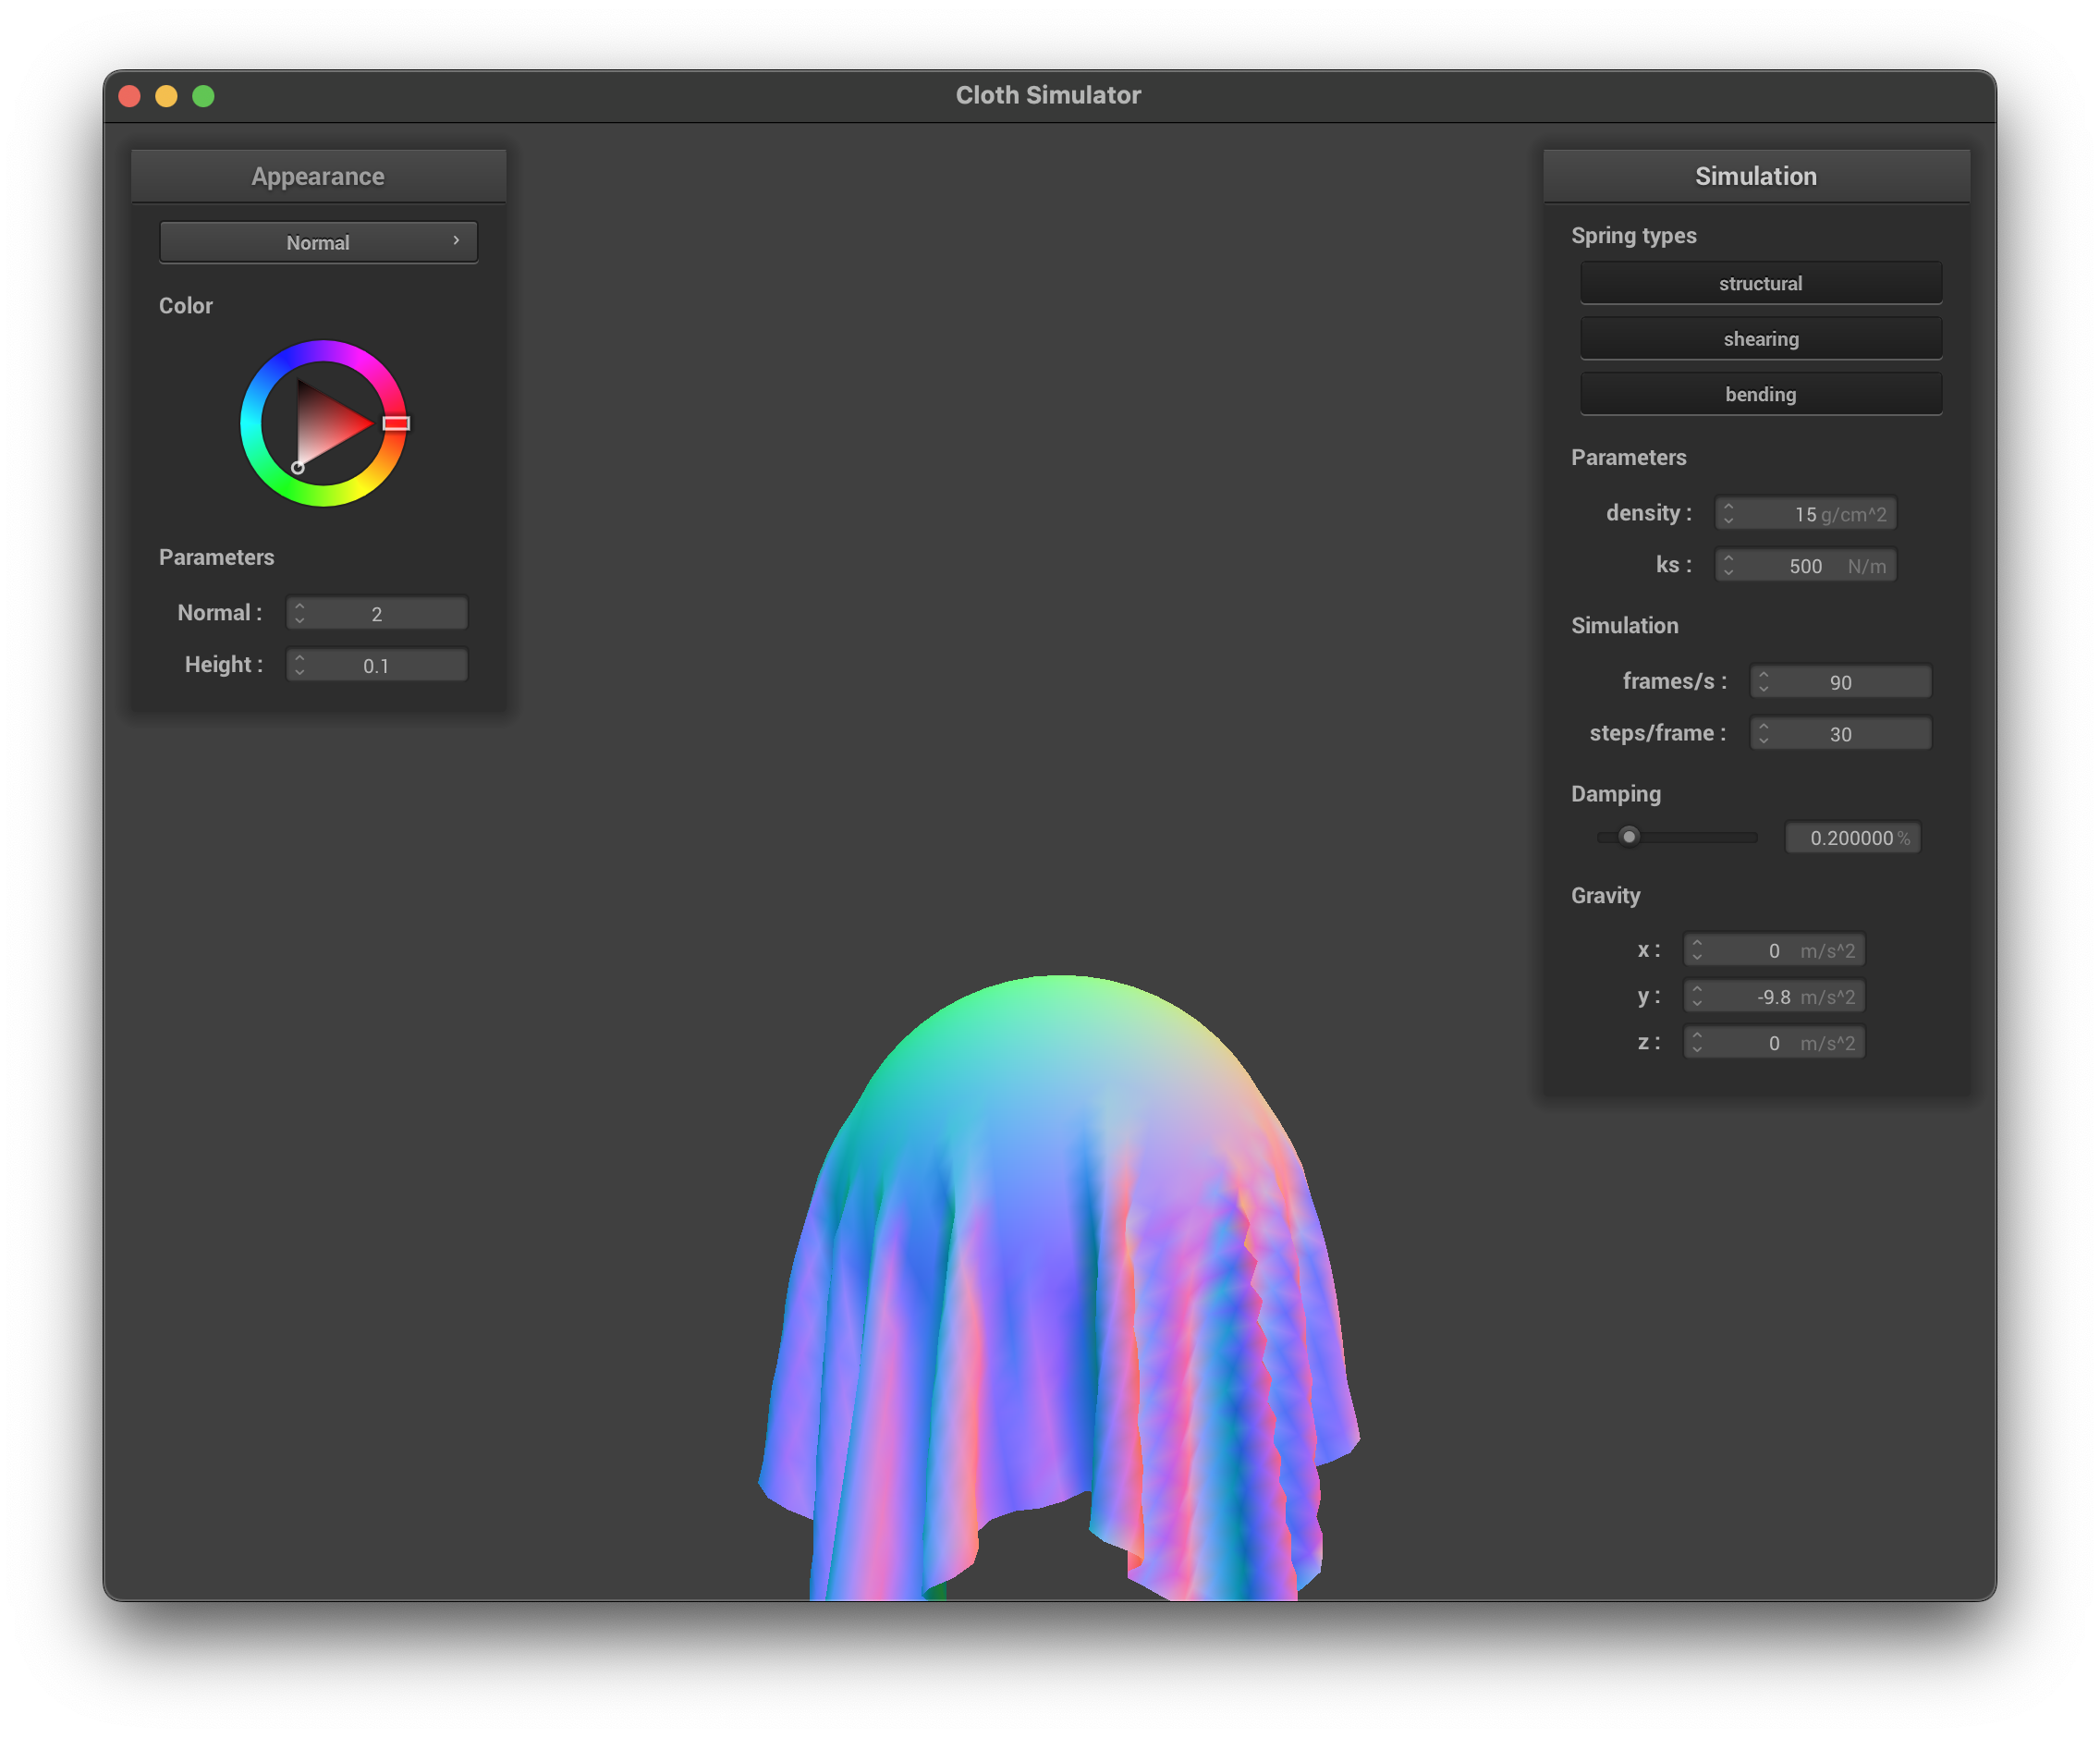 Cloth Simulator
Appearance
Normal
Color
Parameters
Normal : 2
Height : 0.1
Simulation
Spring types
structural
shearing
bending
Parameters
density : 15 g/cm^2
ks : 500 N/m
Simulation
frames/s : 90
steps/frame : 30
Damping
0.200000 %
Gravity
x : 0 m/s^2
y : -9.8 m/s^2
z : 0 m/s^2